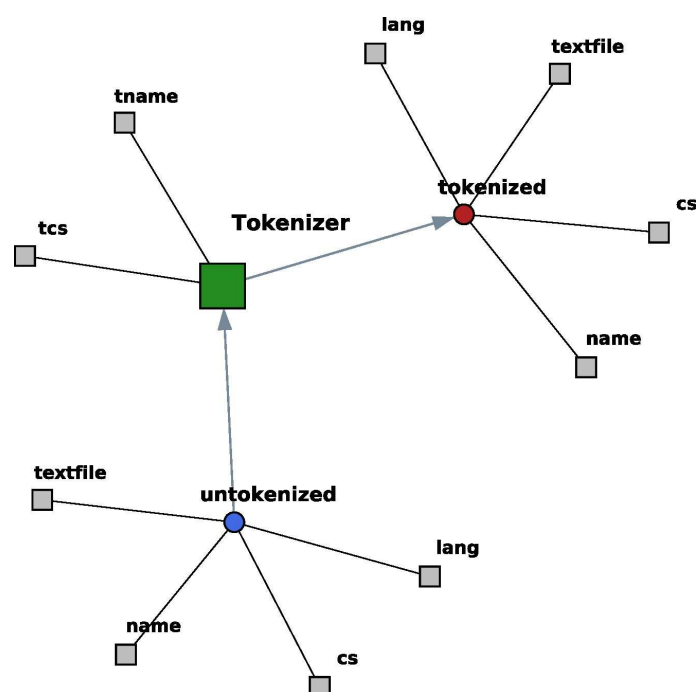 lang
textfile
tname
tokenized
cs
Tokenizer
tcs
name
textfile
untokenized
lang
name
cs